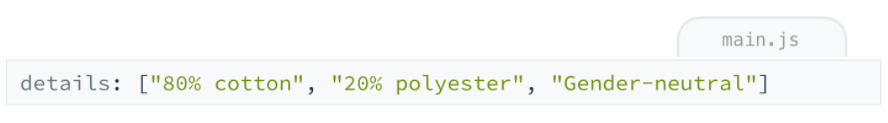 main.js
details: ["80% cotton", "20% polyester", "Gender-neutral"]